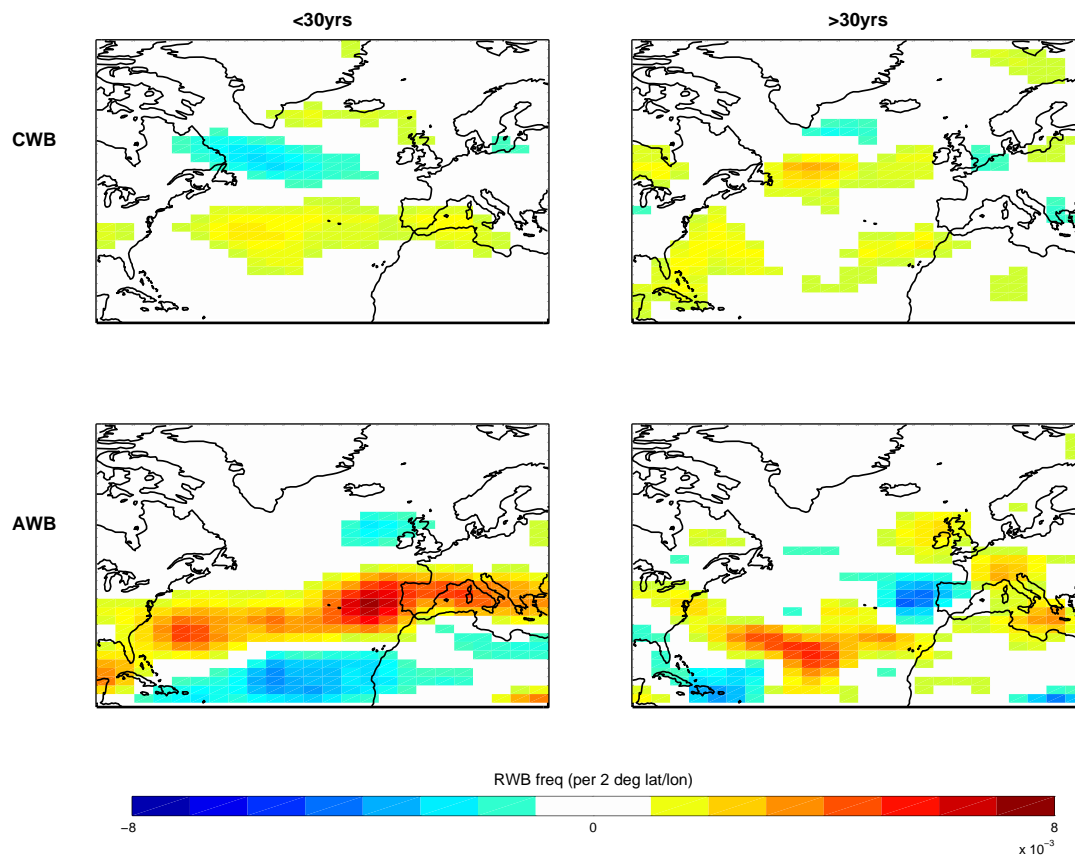 <30yrs
>30yrs
CWB
AWB
RWB freq (per 2 deg lat/lon)
−8
0
8
x 10⁻³